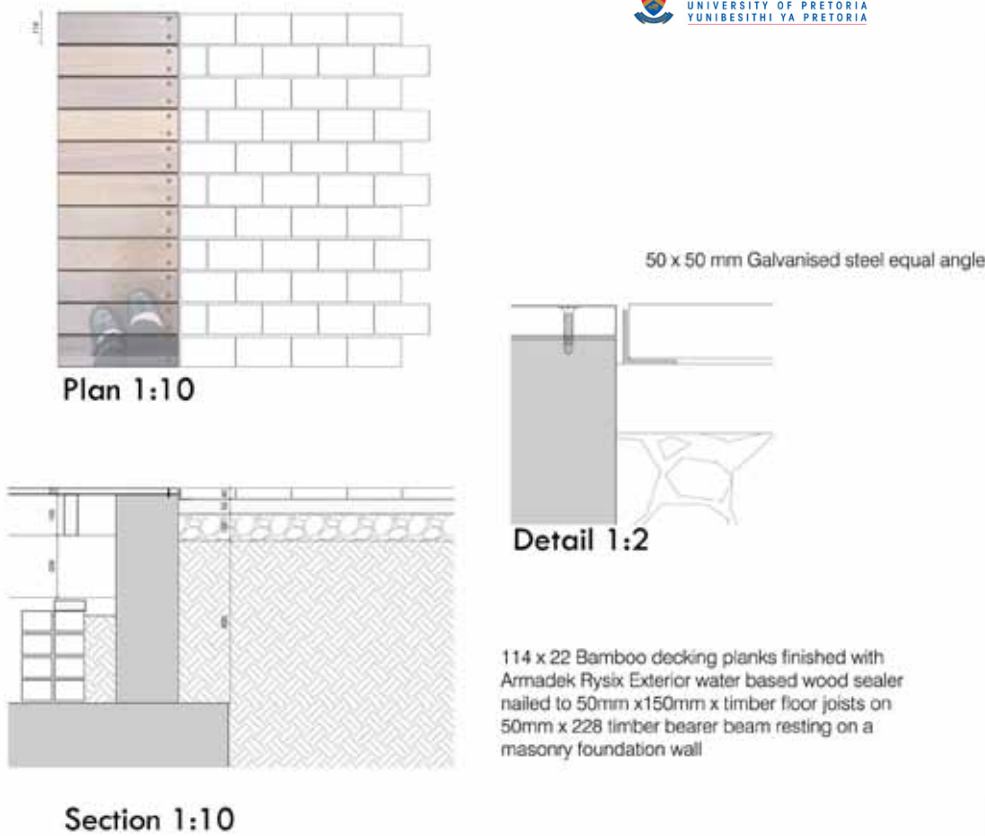 UNIVERSITY OF PRETORIA
YUNIBESITHI YA PRETORIA
Plan 1:10
50 x 50 mm Galvanised steel equal angle
Detail 1:2
114 x 22 Bamboo decking planks finished with
Armadek Rysix Exterior water based wood sealer
nailed to 50mm x150mm x timber floor joists on
50mm x 228 timber bearer beam resting on a
masonry foundation wall
Section 1:10